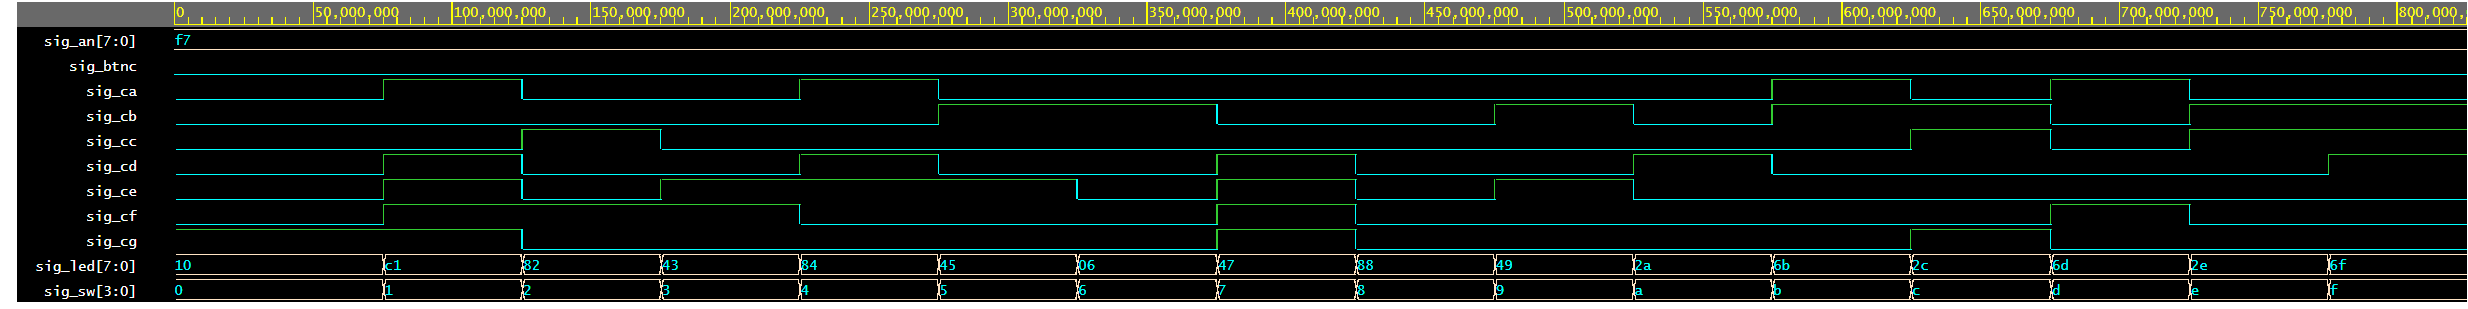 0 50,000,000 100,000,000 150,000,000 200,000,000 250,000,000 300,000,000 350,000,000 400,000,000 450,000,000 500,000,000 550,000,000 600,000,000 650,000,000 700,000,000 750,000,000 800,000,
sig_an[7:0] f7
sig_btnc
sig_ca
sig_cb
sig_cc
sig_cd
sig_ce
sig_cf
sig_cg
sig_led[7:0] 10 c1 82 43 84 45 06 47 88 49 2a 6b 2c 6d 2e 6f
sig_sw[3:0] 0 1 2 3 4 5 6 7 8 9 a b c d e f